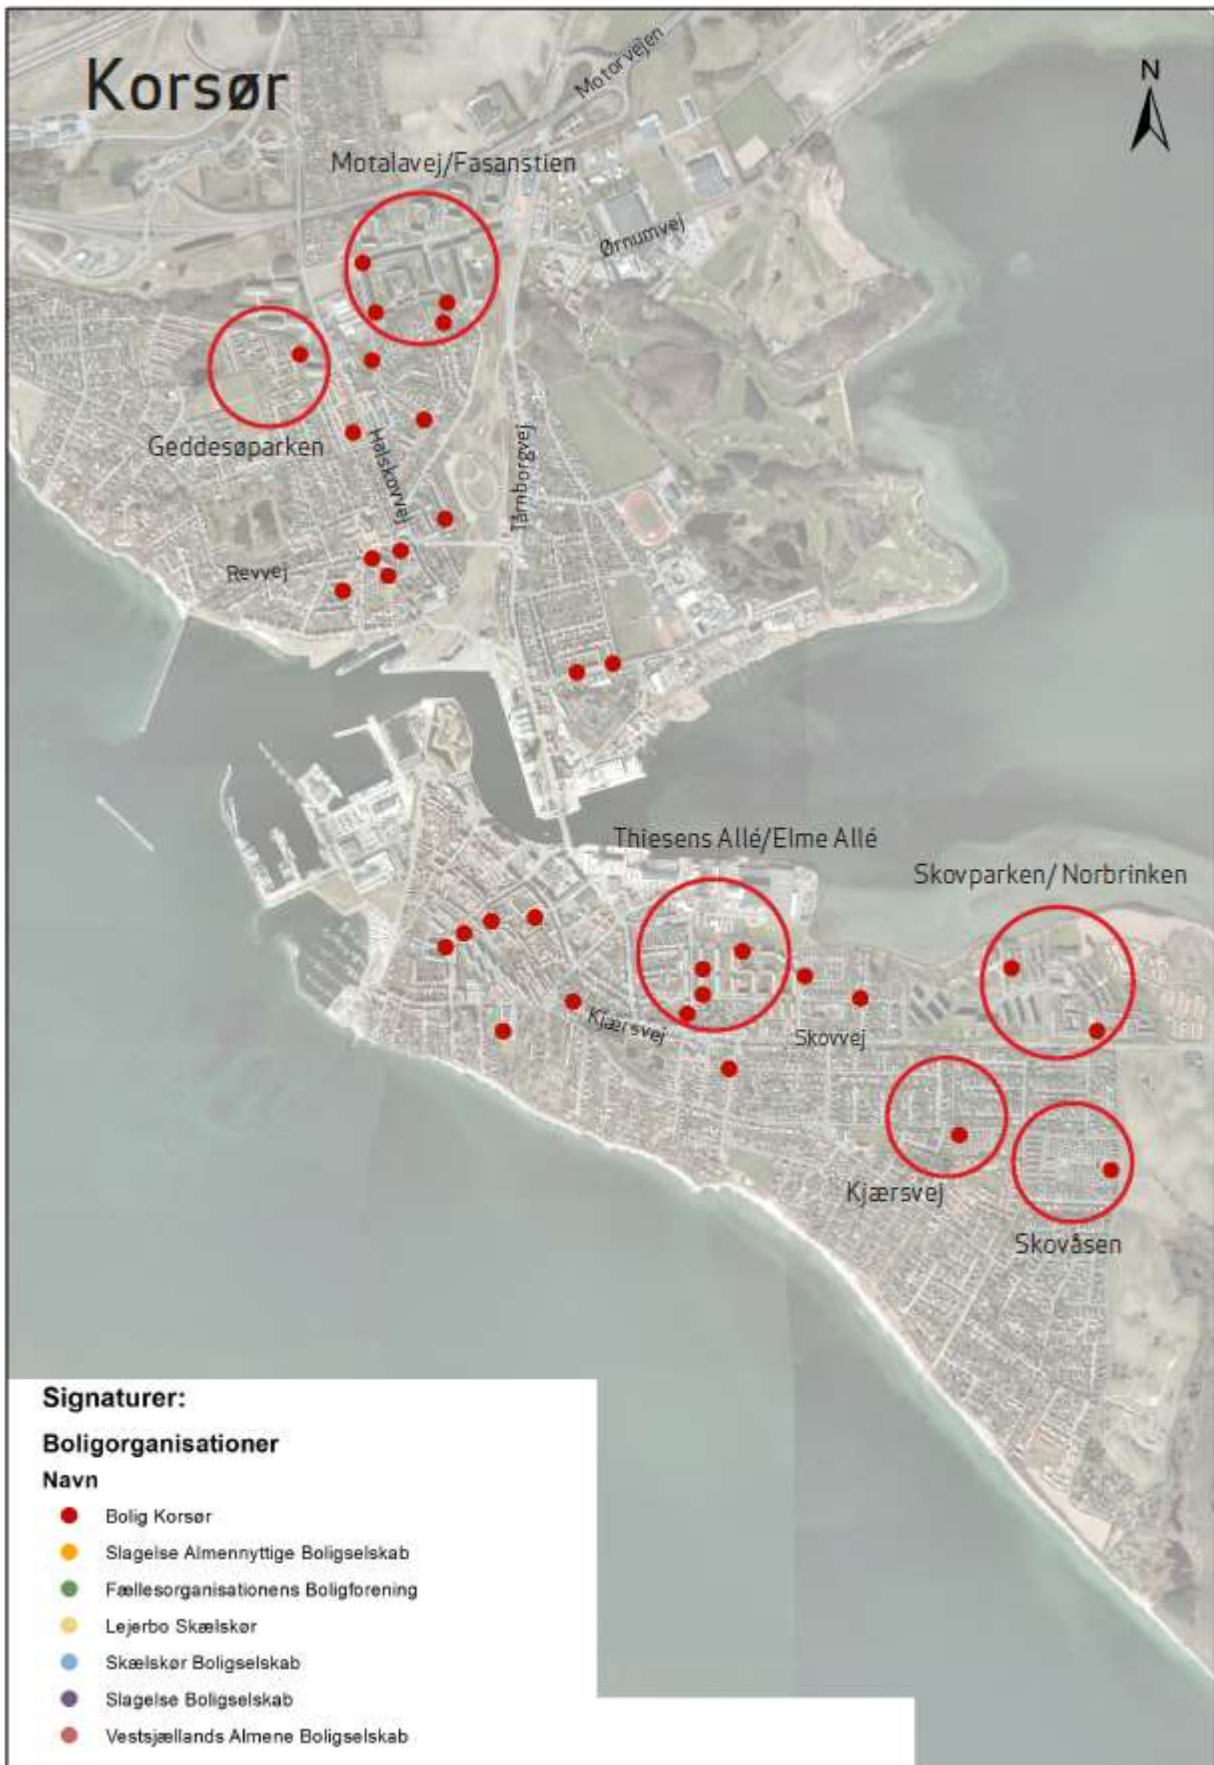 Korsør
N
Motorvejen
Motalavej/Fasanstien
Ørnumvej
Geddesøparken
Halskovvej
Tårnborgvej
Revvej
Thiesens Allé/Elme Allé
Skovparken/ Norbrinken
Kjærsvej
Skovvej
Kjærsvej
Skovåsen
Signaturer:
Boligorganisationer
Navn
Bolig Korsør
Slagelse Almennyttige Boligselskab
Fællesorganisationens Boligforening
Lejerbo Skælskør
Skælskør Boligselskab
Slagelse Boligselskab
Vestsjællands Almene Boligselskab